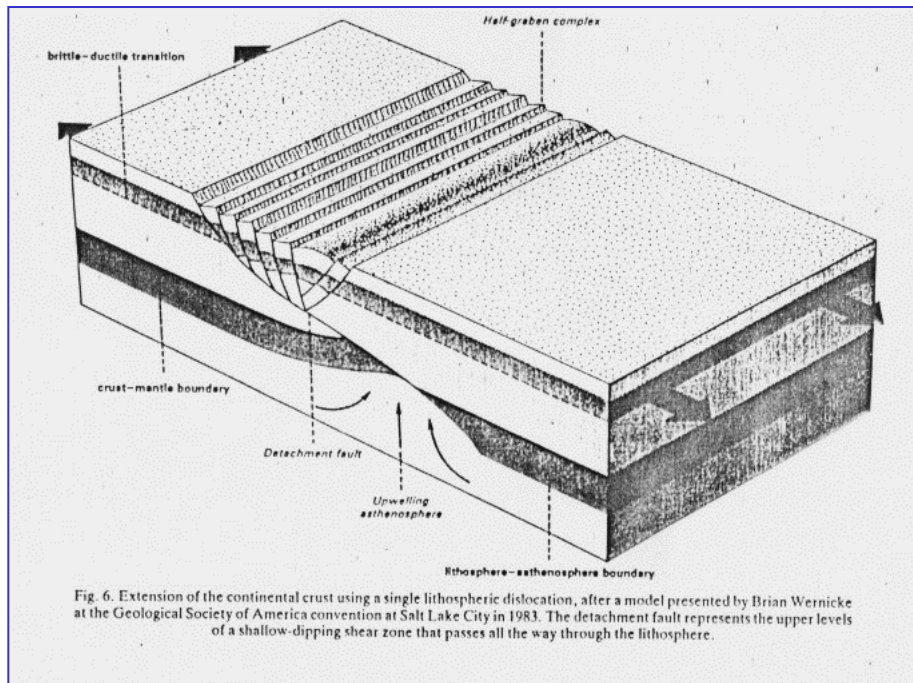 Half-graben complex
brittle-ductile transition
crust-mantle boundary
Detachment fault
Upwelling
asthenosphere
lithosphere-asthenosphere boundary
Fig. 6. Extension of the continental crust using a single lithospheric dislocation, after a model presented by Brian Wernicke
at the Geological Society of America convention at Salt Lake City in 1983. The detachment fault represents the upper levels
of a shallow-dipping shear zone that passes all the way through the lithosphere.